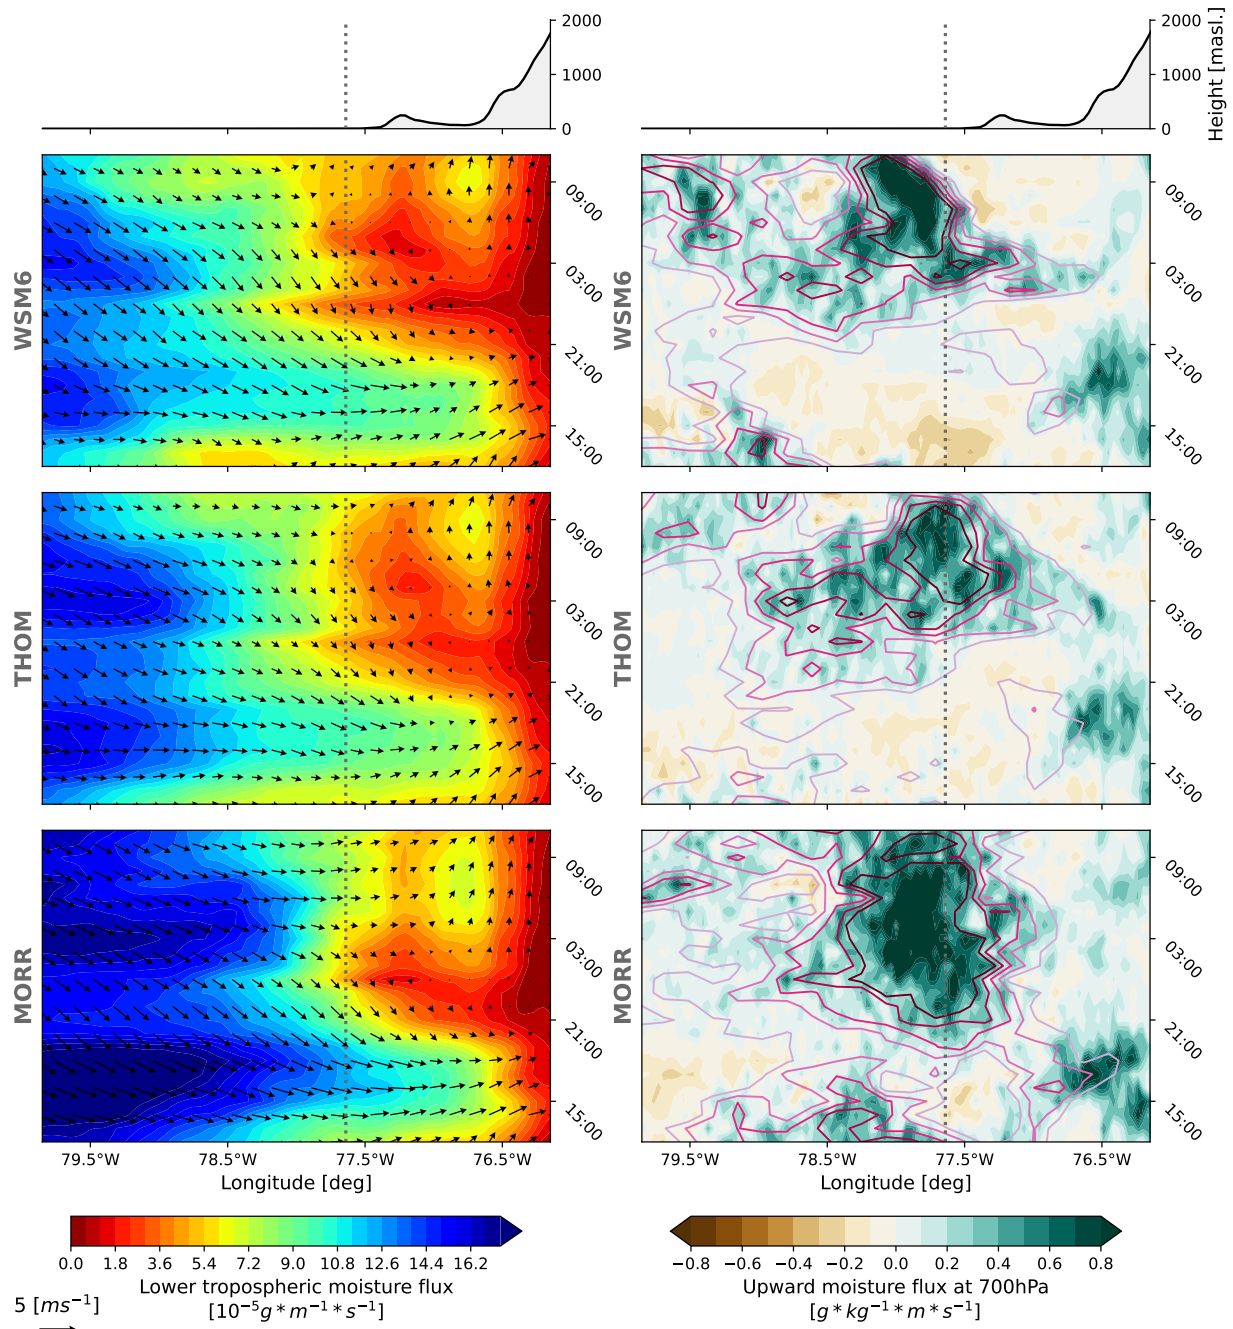 2000
1000
0
2000
1000
0
Height [masl.]
WSM6
09:00
03:00
21:00
15:00
WSM6
09:00
03:00
21:00
15:00
THOM
09:00
03:00
21:00
15:00
THOM
09:00
03:00
21:00
15:00
MORR
09:00
03:00
21:00
15:00
MORR
09:00
03:00
21:00
15:00
79.5°W 78.5°W 77.5°W 76.5°W
Longitude [deg]
79.5°W 78.5°W 77.5°W 76.5°W
Longitude [deg]
0.0 1.8 3.6 5.4 7.2 9.0 10.8 12.6 14.4 16.2
Lower tropospheric moisture flux
[10⁻⁵g * m⁻¹ * s⁻¹]
−0.8 −0.6 −0.4 −0.2 0.0 0.2 0.4 0.6 0.8
Upward moisture flux at 700hPa
[g * kg⁻¹ * m * s⁻¹]
5 [ms⁻¹]